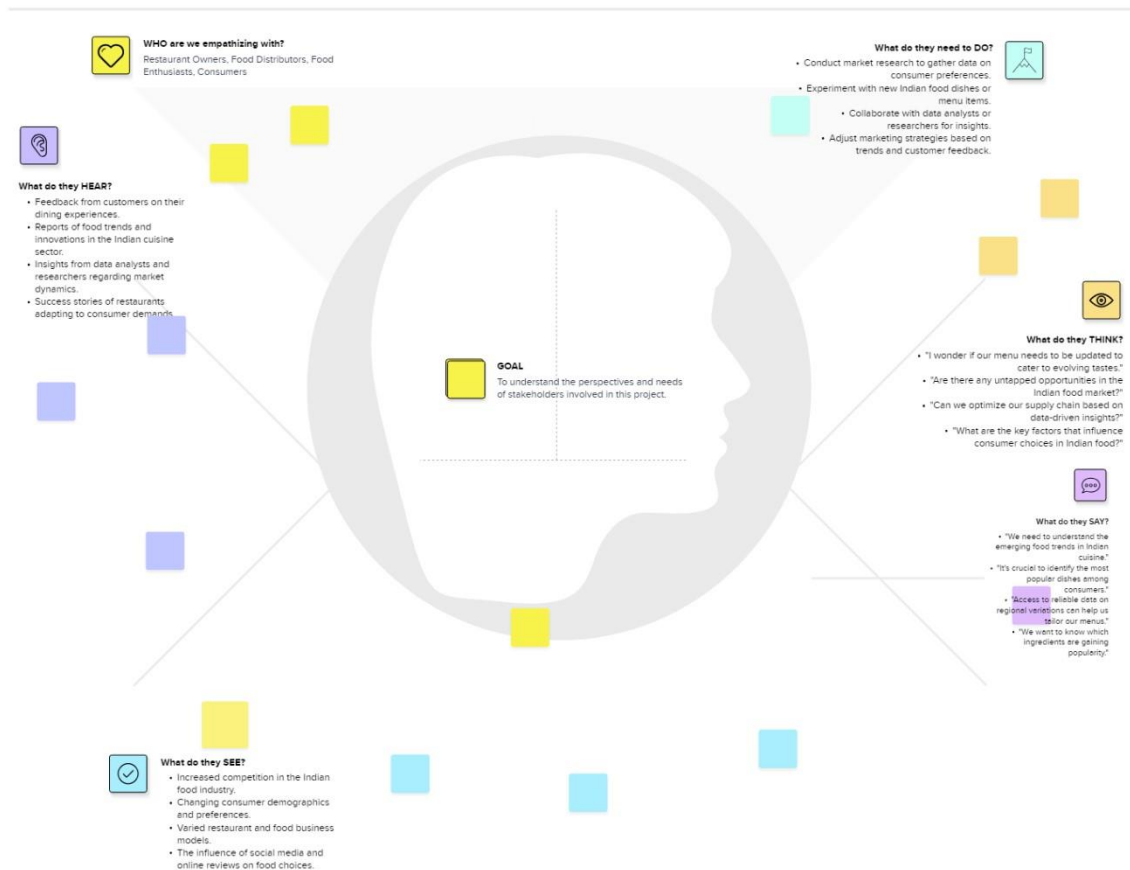 WHO are we empathizing with?
Restaurant Owners, Food Distributors, Food
Enthusiasts, Consumers
What do they need to DO?
• Conduct market research to gather data on
consumer preferences.
• Experiment with new Indian food dishes or
menu items.
• Collaborate with data analysts or
researchers for insights.
• Adjust marketing strategies based on
trends and customer feedback.
What do they HEAR?
• Feedback from customers on their
dining experiences.
• Reports of food trends and
innovations in the Indian cuisine
sector.
• Insights from data analysts and
researchers regarding market
dynamics.
• Success stories of restaurants
adapting to consumer demands.
GOAL
To understand the perspectives and needs
of stakeholders involved in this project.
What do they THINK?
• "I wonder if our menu needs to be updated to
cater to evolving tastes."
• "Are there any untapped opportunities in the
Indian food market?"
• "Can we optimize our supply chain based on
data-driven insights?"
• "What are the key factors that influence
consumer choices in Indian food?"
What do they SAY?
• "We need to understand the
emerging food trends in Indian
cuisine."
• "It's crucial to identify the most
popular dishes among
consumers."
• "Access to reliable data on
regional variations can help us
tailor our menus."
• "We want to know which
ingredients are gaining
popularity."
What do they SEE?
• Increased competition in the Indian
food industry.
• Changing consumer demographics
and preferences.
• Varied restaurant and food business
models.
• The influence of social media and
online reviews on food choices.